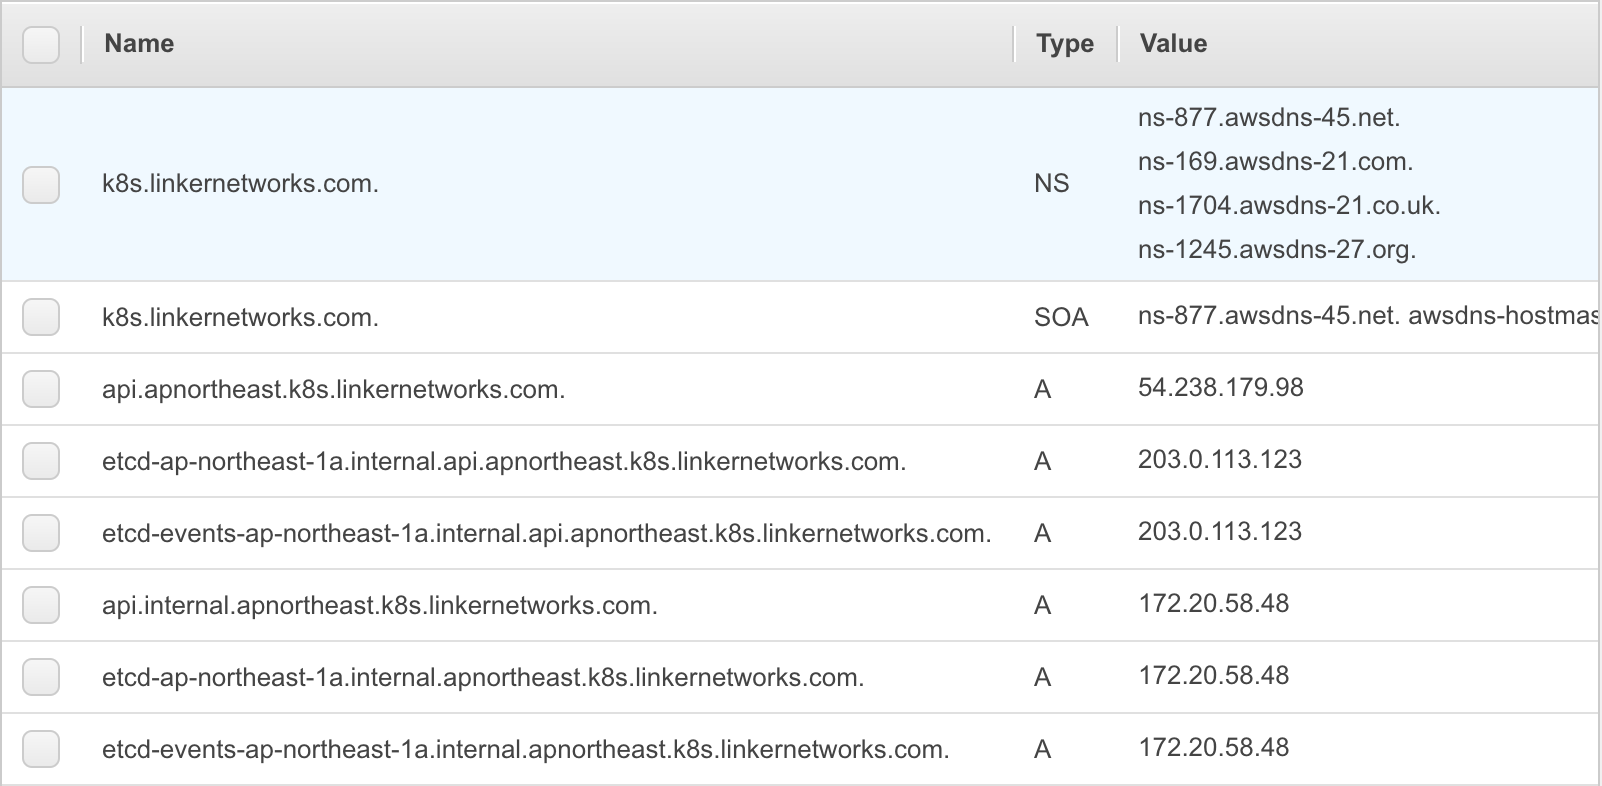 Name Type Value
ns-877.awsdns-45.net.
ns-169.awsdns-21.com.
k8s.linkernetworks.com. NS
ns-1704.awsdns-21.co.uk.
ns-1245.awsdns-27.org.
k8s.linkernetworks.com. SOA ns-877.awsdns-45.net. awsdns-hostmas
api.apnortheast.k8s.linkernetworks.com. A 54.238.179.98
etcd-ap-northeast-1a.internal.api.apnortheast.k8s.linkernetworks.com. A 203.0.113.123
etcd-events-ap-northeast-1a.internal.api.apnortheast.k8s.linkernetworks.com. A 203.0.113.123
api.internal.apnortheast.k8s.linkernetworks.com. A 172.20.58.48
etcd-ap-northeast-1a.internal.apnortheast.k8s.linkernetworks.com. A 172.20.58.48
etcd-events-ap-northeast-1a.internal.apnortheast.k8s.linkernetworks.com. A 172.20.58.48